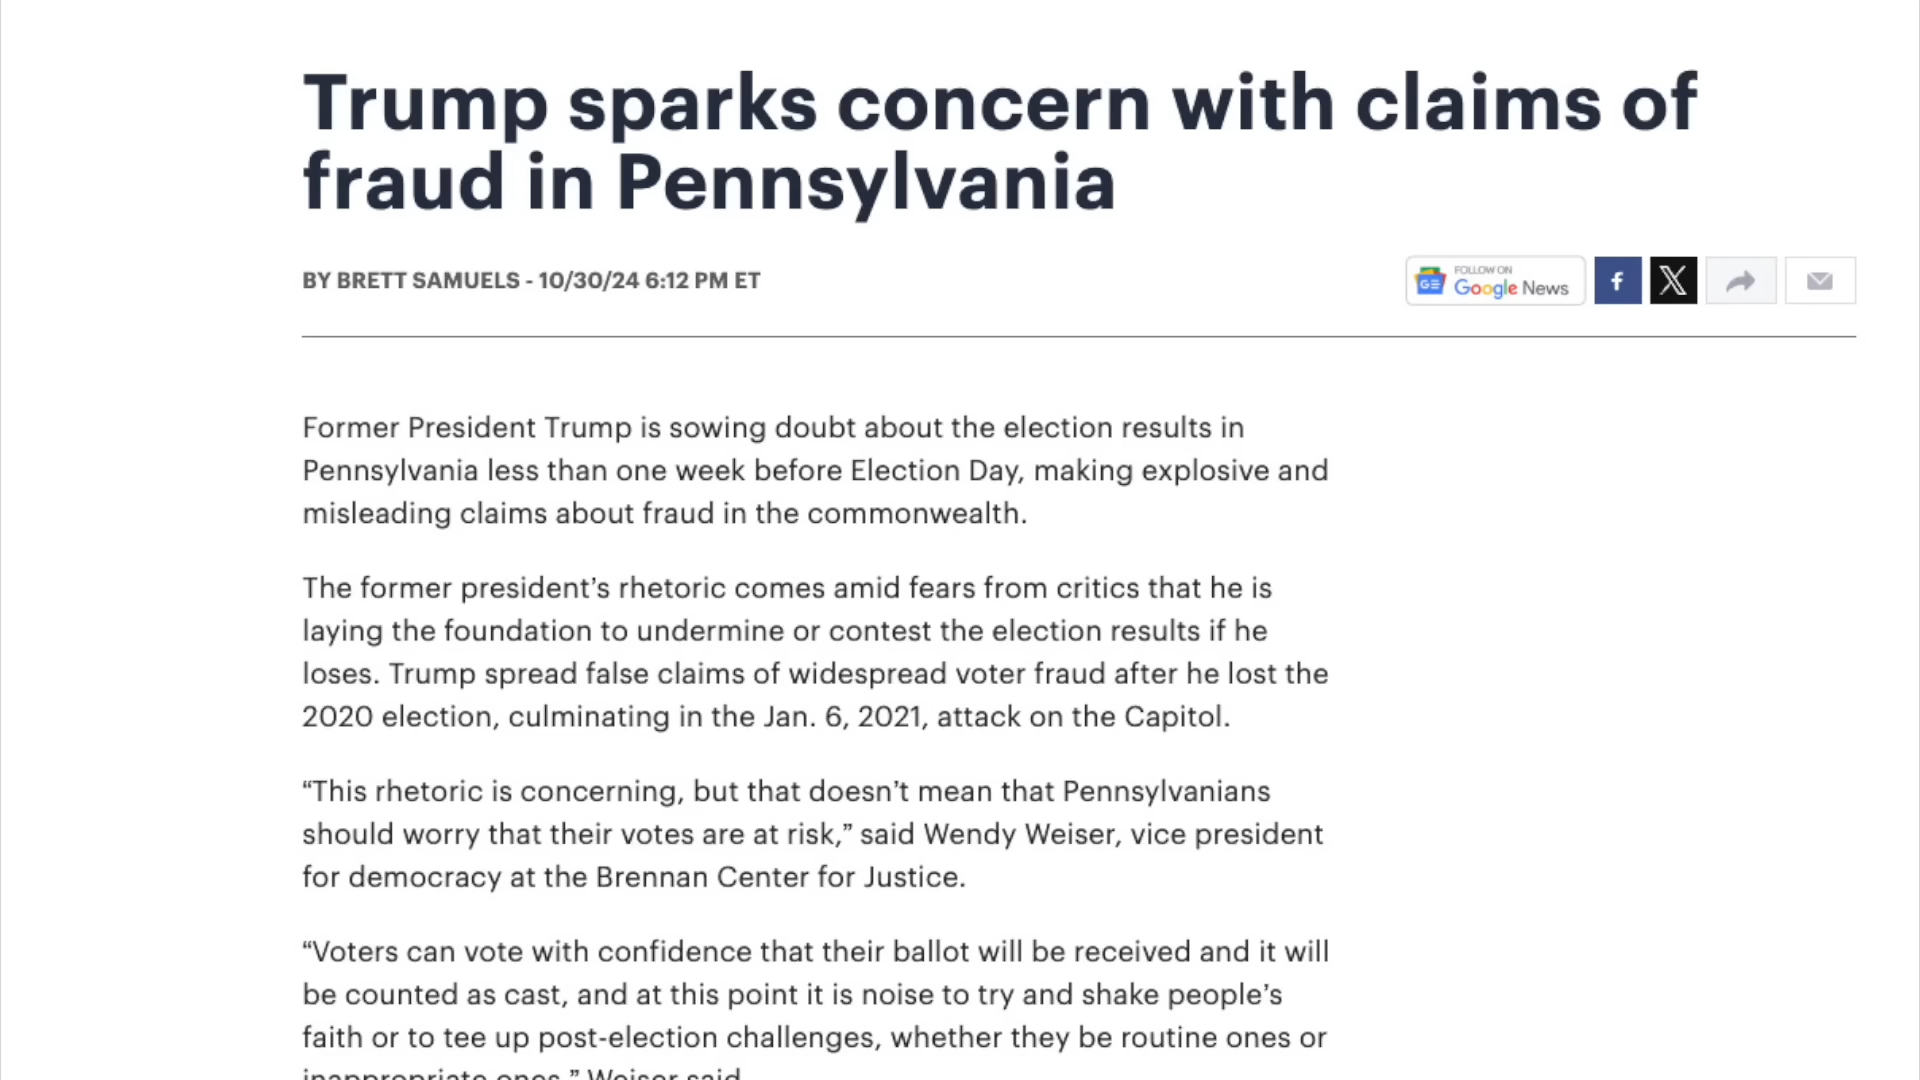 Trump sparks concern with claims of
fraud in Pennsylvania
BY BRETT SAMUELS - 10/30/24 6:12 PM ET
FOLLOW ON
GE Google News
f
X
Former President Trump is sowing doubt about the election results in
Pennsylvania less than one week before Election Day, making explosive and
misleading claims about fraud in the commonwealth.
The former president’s rhetoric comes amid fears from critics that he is
laying the foundation to undermine or contest the election results if he
loses. Trump spread false claims of widespread voter fraud after he lost the
2020 election, culminating in the Jan. 6, 2021, attack on the Capitol.
“This rhetoric is concerning, but that doesn’t mean that Pennsylvanians
should worry that their votes are at risk,” said Wendy Weiser, vice president
for democracy at the Brennan Center for Justice.
“Voters can vote with confidence that their ballot will be received and it will
be counted as cast, and at this point it is noise to try and shake people’s
faith or to tee up post-election challenges, whether they be routine ones or
inappropriate ones,” Weiser said